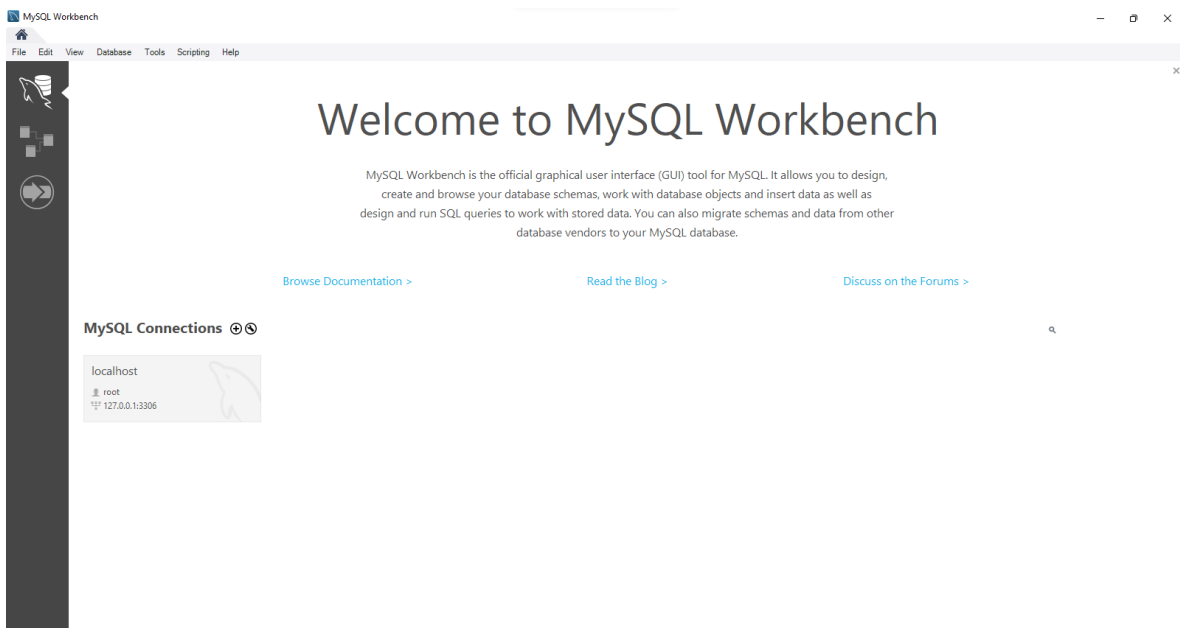 MySQL Workbench
File Edit View Database Tools Scripting Help
Welcome to MySQL Workbench
MySQL Workbench is the official graphical user interface (GUI) tool for MySQL. It allows you to design,
create and browse your database schemas, work with database objects and insert data as well as
design and run SQL queries to work with stored data. You can also migrate schemas and data from other
database vendors to your MySQL database.
Browse Documentation > Read the Blog > Discuss on the Forums >
MySQL Connections
localhost
root
127.0.0.1:3306